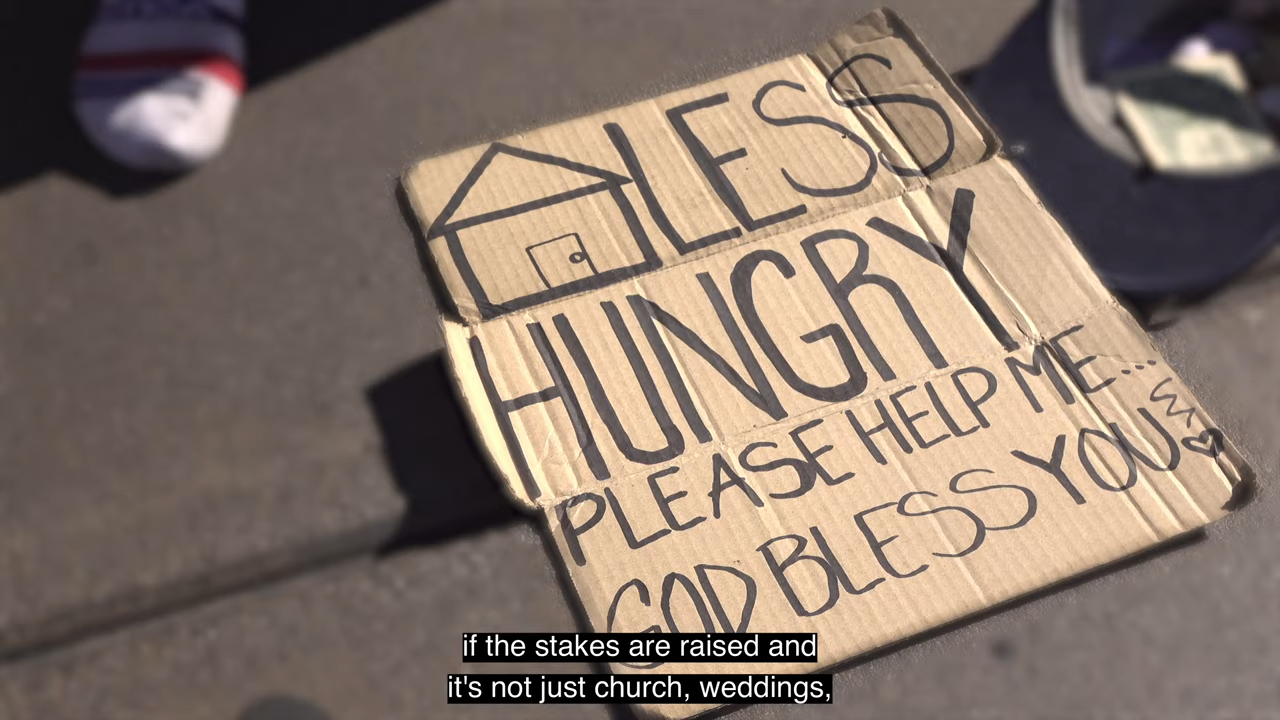 LESS
HUNGRY
PLEASE HELP ME...
GOD BLESS YOU
if the stakes are raised and
it's not just church, weddings,